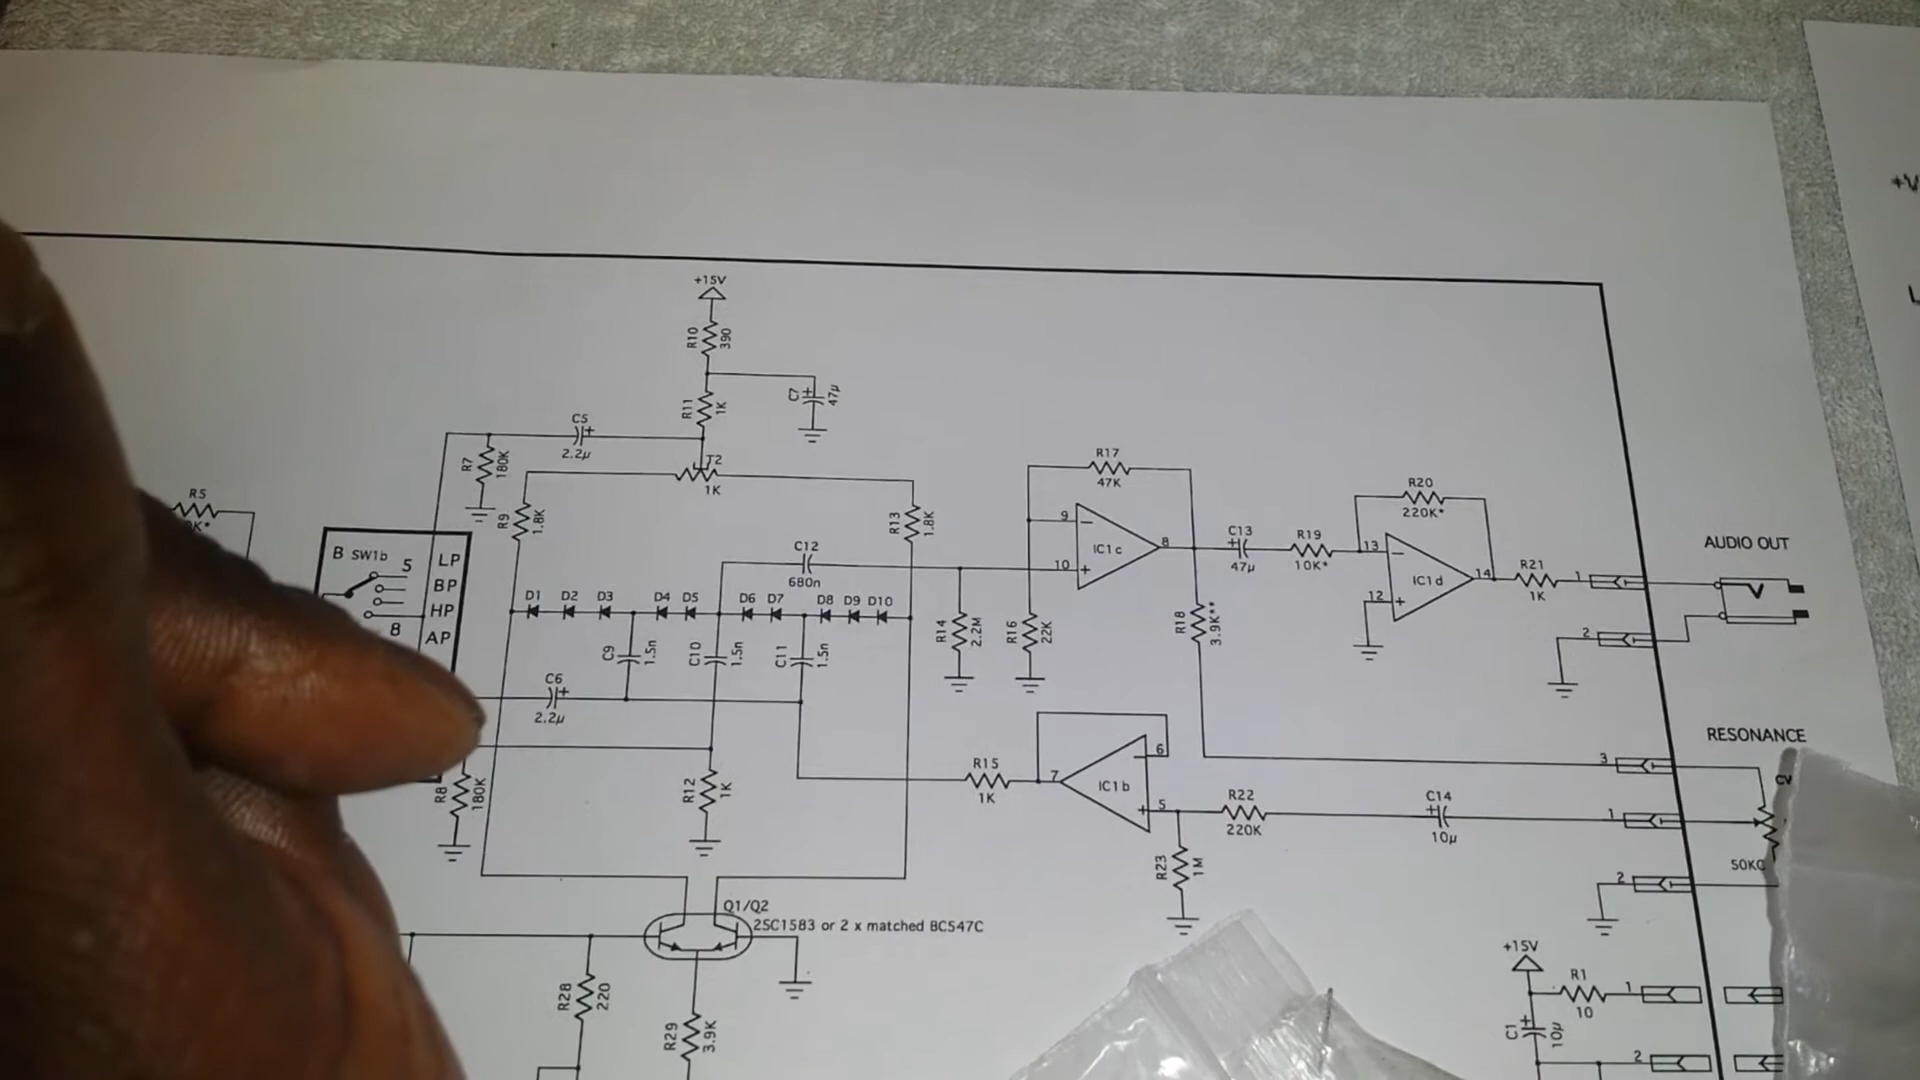 +15V
R10
390
R11
1K
C7
47µ
C5
2.2µ
R7
180K
1K
R9
1.8K
R13
1.8K
R5
B SW1b
5
8
LP
BP
HP
AP
D1 D2 D3 D4 D5 D6 D7 D8 D9 D10
C12
680n
C9
1.5n
C10
1.5n
C11
1.5n
C6
2.2µ
R8
180K
R12
1K
R14
2.2M
R16
22K
R17
47K
9
10
8
IC1c
C13
47µ
R19
10K*
R18
3.9K**
R20
220K*
13
12
14
IC1d
R21
1K
1
2
AUDIO OUT
R15
1K
7
IC1b
6
5
R22
220K
R23
1M
C14
10µ
RESONANCE
3
1
2
Q1/Q2
2SC1583 or 2 x matched BC547C
R28
220
R29
3.9K
+15V
R1
10
C1
10µ
1
2